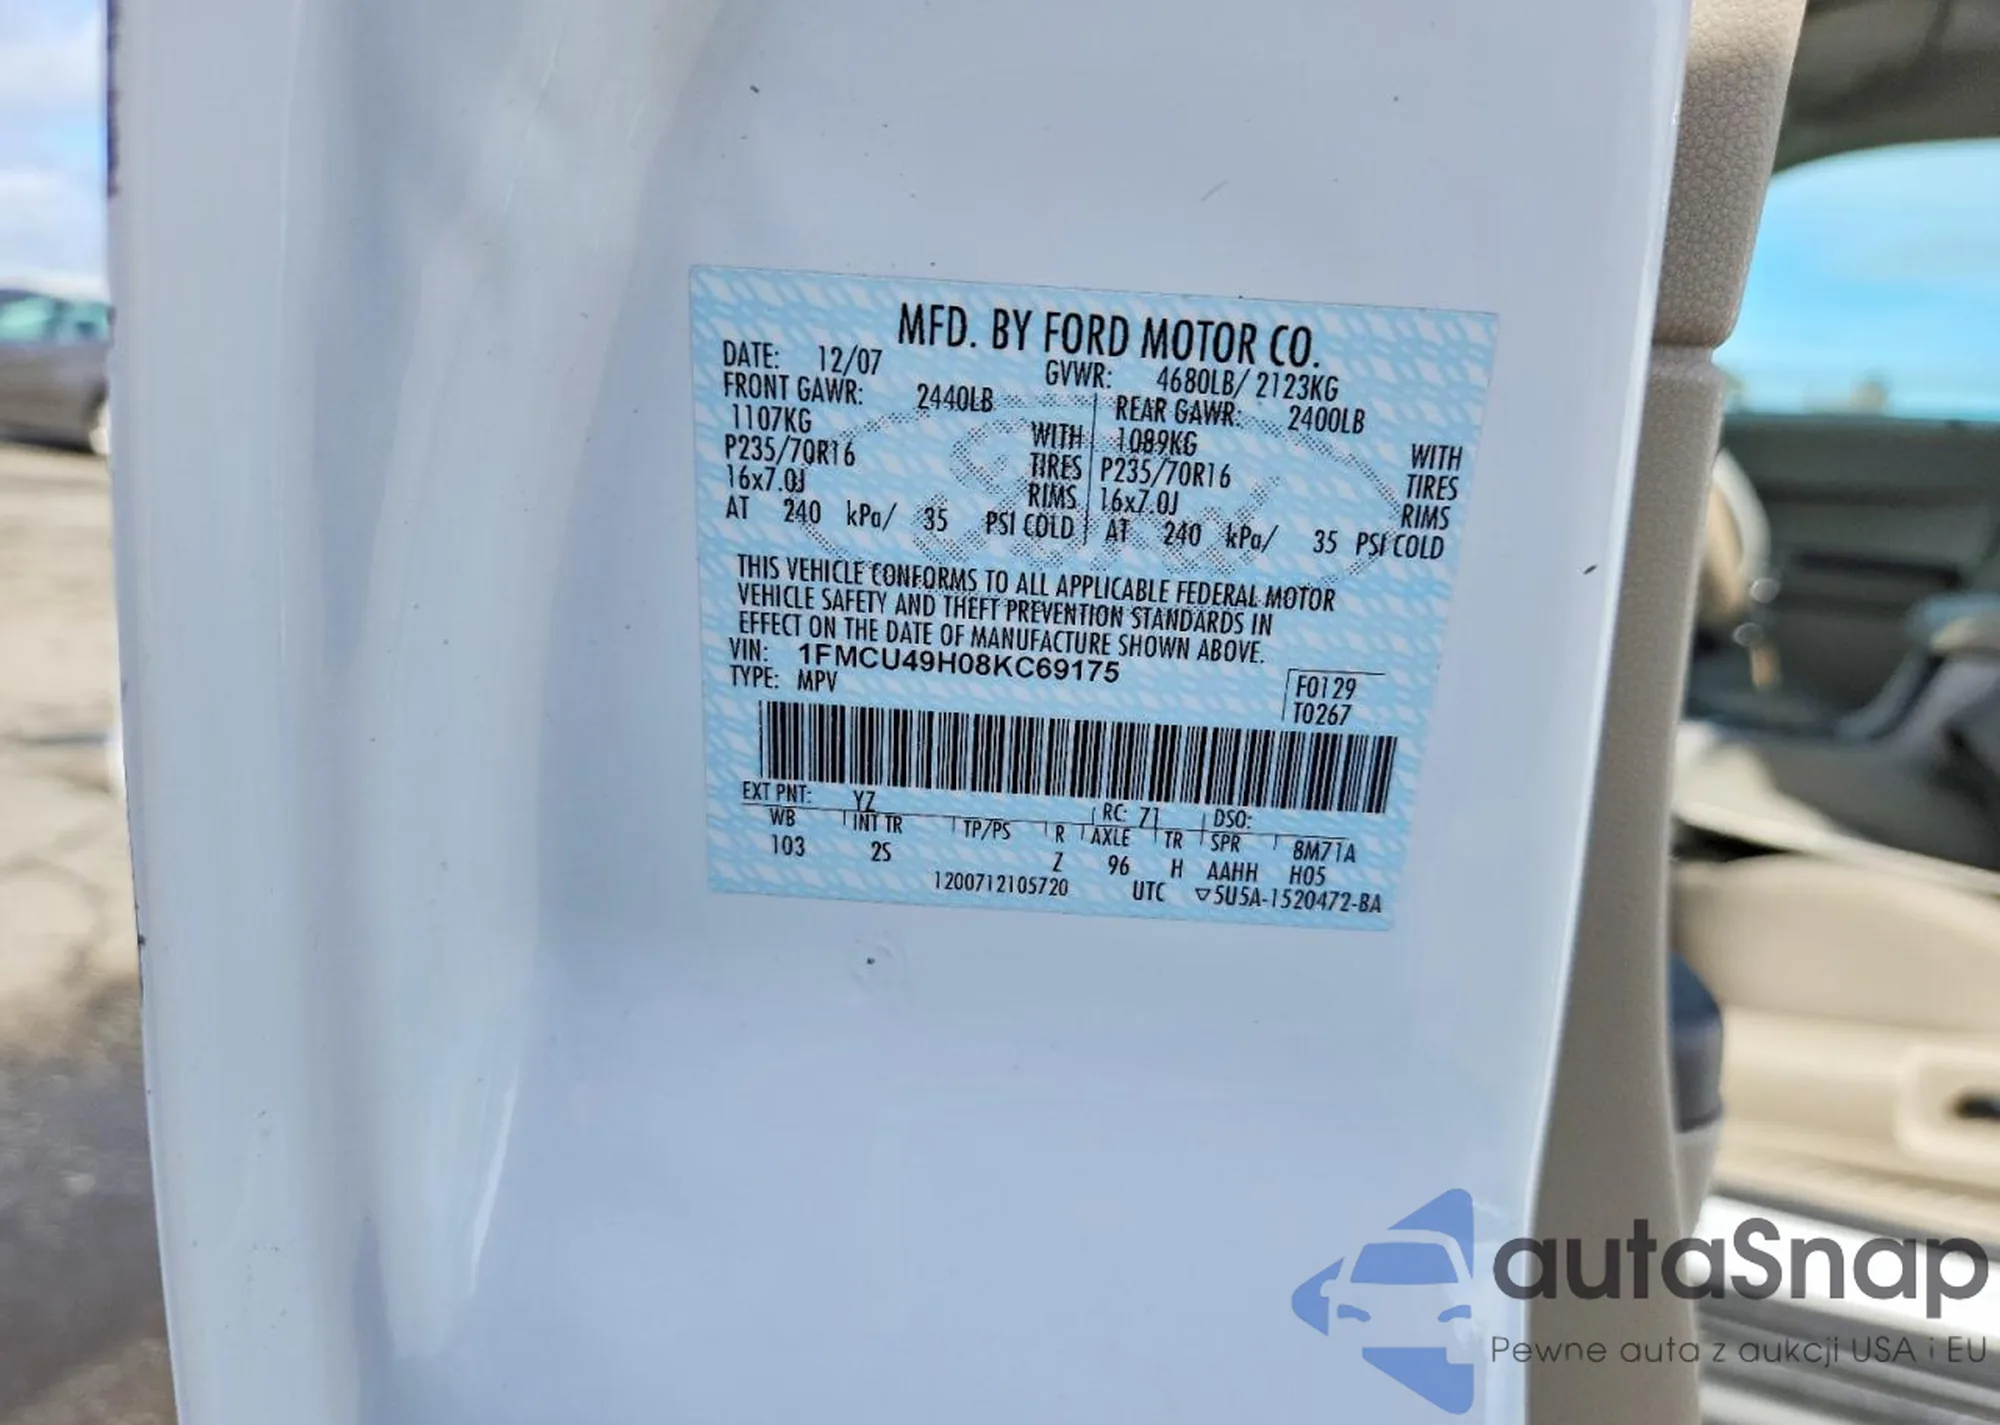 MFD. BY FORD MOTOR CO.
DATE: 12/07 GVWR: 4680LB/ 2123KG
FRONT GAWR: 2440LB REAR GAWR: 2400LB
1107KG WITH 1089KG WITH
P235/70R16 TIRES P235/70R16 TIRES
16x7.0J RIMS 16x7.0J RIMS
AT 240 kPa/ 35 PSI COLD AT 240 kPa/ 35 PSI COLD
THIS VEHICLE CONFORMS TO ALL APPLICABLE FEDERAL MOTOR
VEHICLE SAFETY AND THEFT PREVENTION STANDARDS IN
EFFECT ON THE DATE OF MANUFACTURE SHOWN ABOVE.
VIN: 1FMCU49H08KC69175
TYPE: MPV
F0129
T0267
EXT PNT: YZ RC: 71 DSO:
WB INT TR TP/PS R AXLE TR SPR 8M71A
103 2S Z 96 H AAHH H05
1200712105720 UTC ▽5U5A-1520472-BA
autaSnap
Pewne auta z aukcji USA i EU